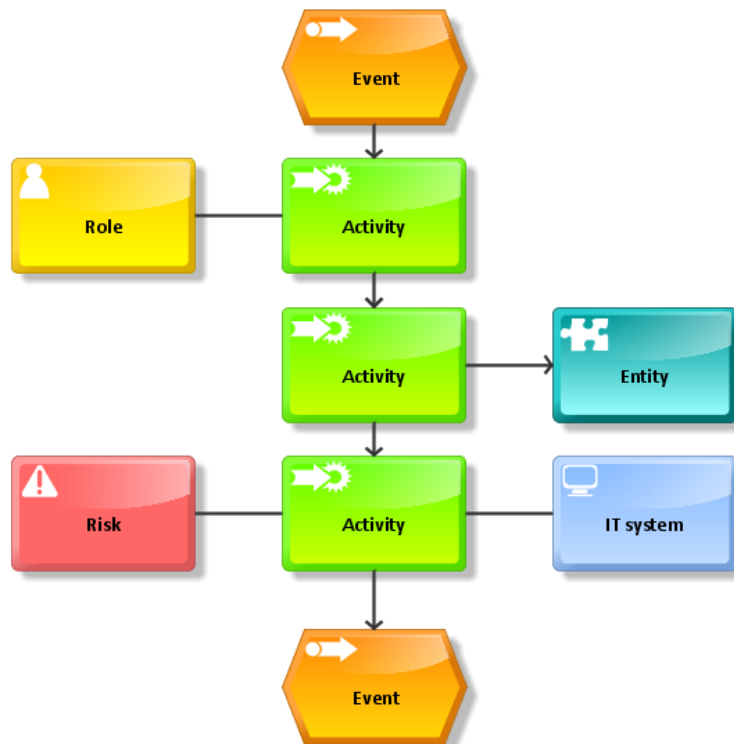 Event
Role
Activity
Activity
Entity
Risk
Activity
IT system
Event